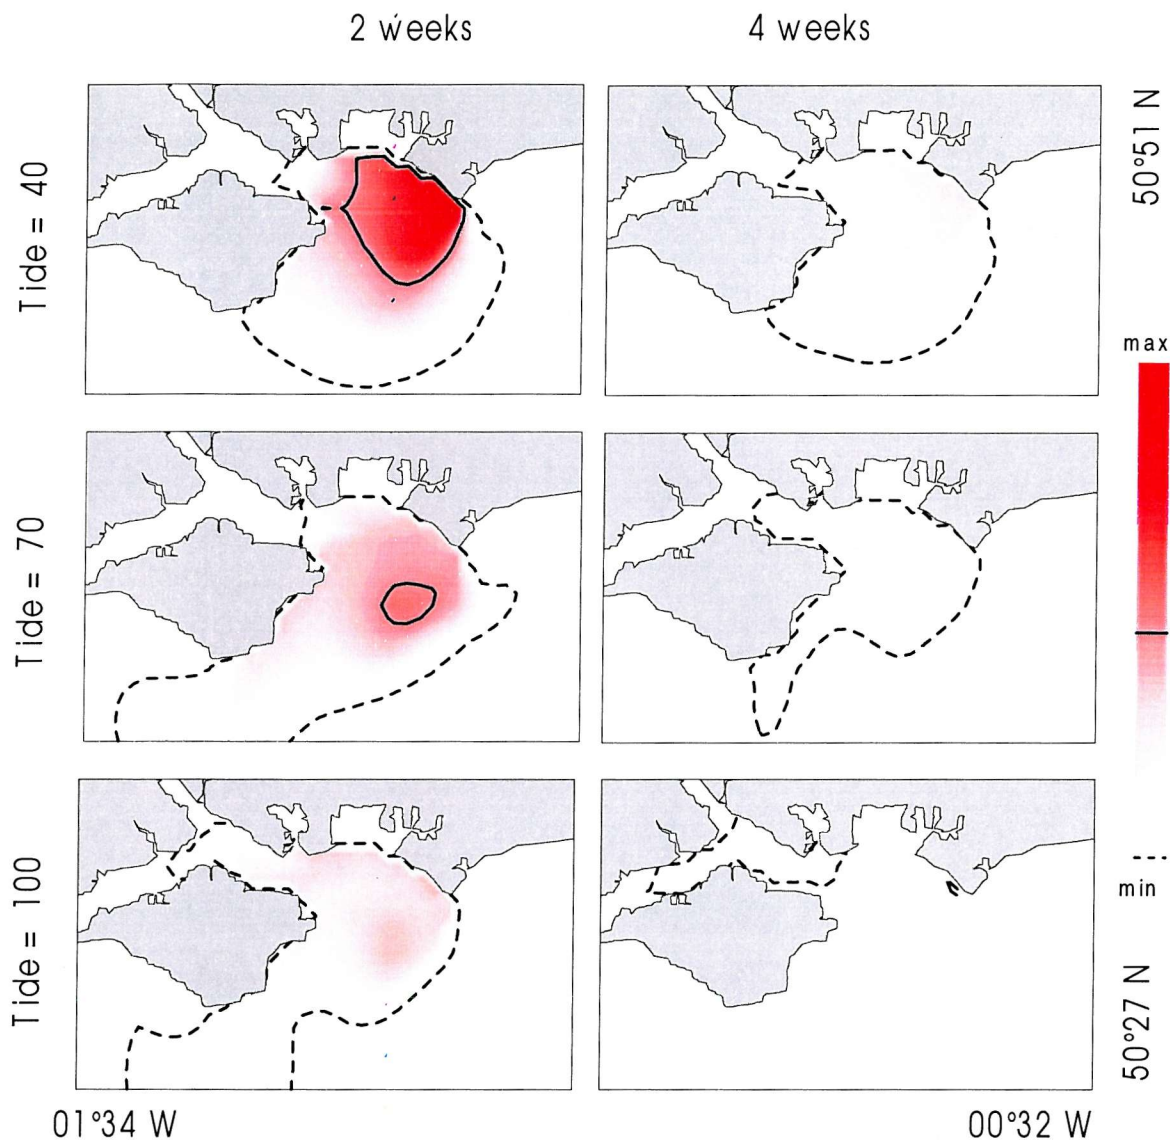 2 weeks
4 weeks
Tide = 40
50°51 N
max
Tide = 70
min
Tide = 100
50°27 N
01°34 W
00°32 W